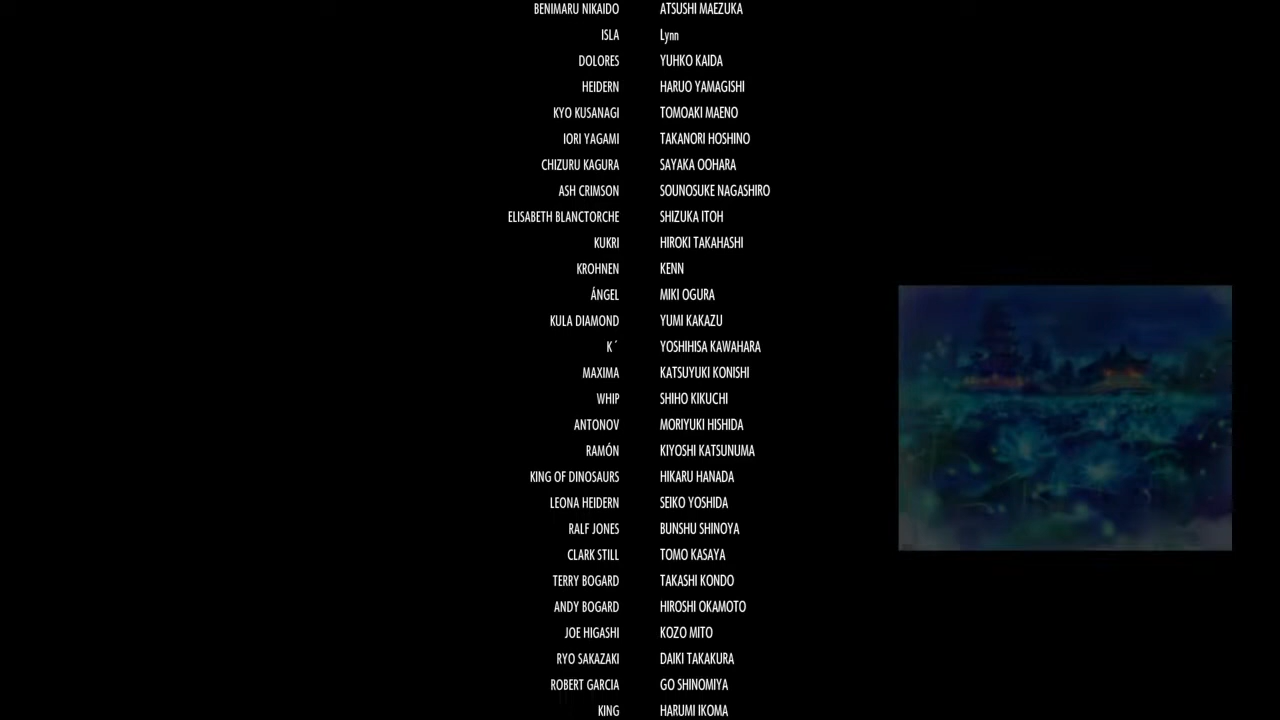 BENIMARU NIKAIDO ATSUSHI MAEZUKA
ISLA Lynn
DOLORES YUHKO KAIDA
HEIDERN HARUO YAMAGISHI
KYO KUSANAGI TOMOAKI MAENO
IORI YAGAMI TAKANORI HOSHINO
CHIZURU KAGURA SAYAKA OOHARA
ASH CRIMSON SOUNOSUKE NAGASHIRO
ELISABETH BLANCTORCHE SHIZUKA ITOH
KUKRI HIROKI TAKAHASHI
KROHNEN KENN
ÁNGEL MIKI OGURA
KULA DIAMOND YUMI KAKAZU
K´ YOSHIHISA KAWAHARA
MAXIMA KATSUYUKI KONISHI
WHIP SHIHO KIKUCHI
ANTONOV MORIYUKI HISHIDA
RAMÓN KIYOSHI KATSUNUMA
KING OF DINOSAURS HIKARU HANADA
LEONA HEIDERN SEIKO YOSHIDA
RALF JONES BUNSHU SHINOYA
CLARK STILL TOMO KASAYA
TERRY BOGARD TAKASHI KONDO
ANDY BOGARD HIROSHI OKAMOTO
JOE HIGASHI KOZO MITO
RYO SAKAZAKI DAIKI TAKAKURA
ROBERT GARCIA GO SHINOMIYA
KING HARUMI IKOMA